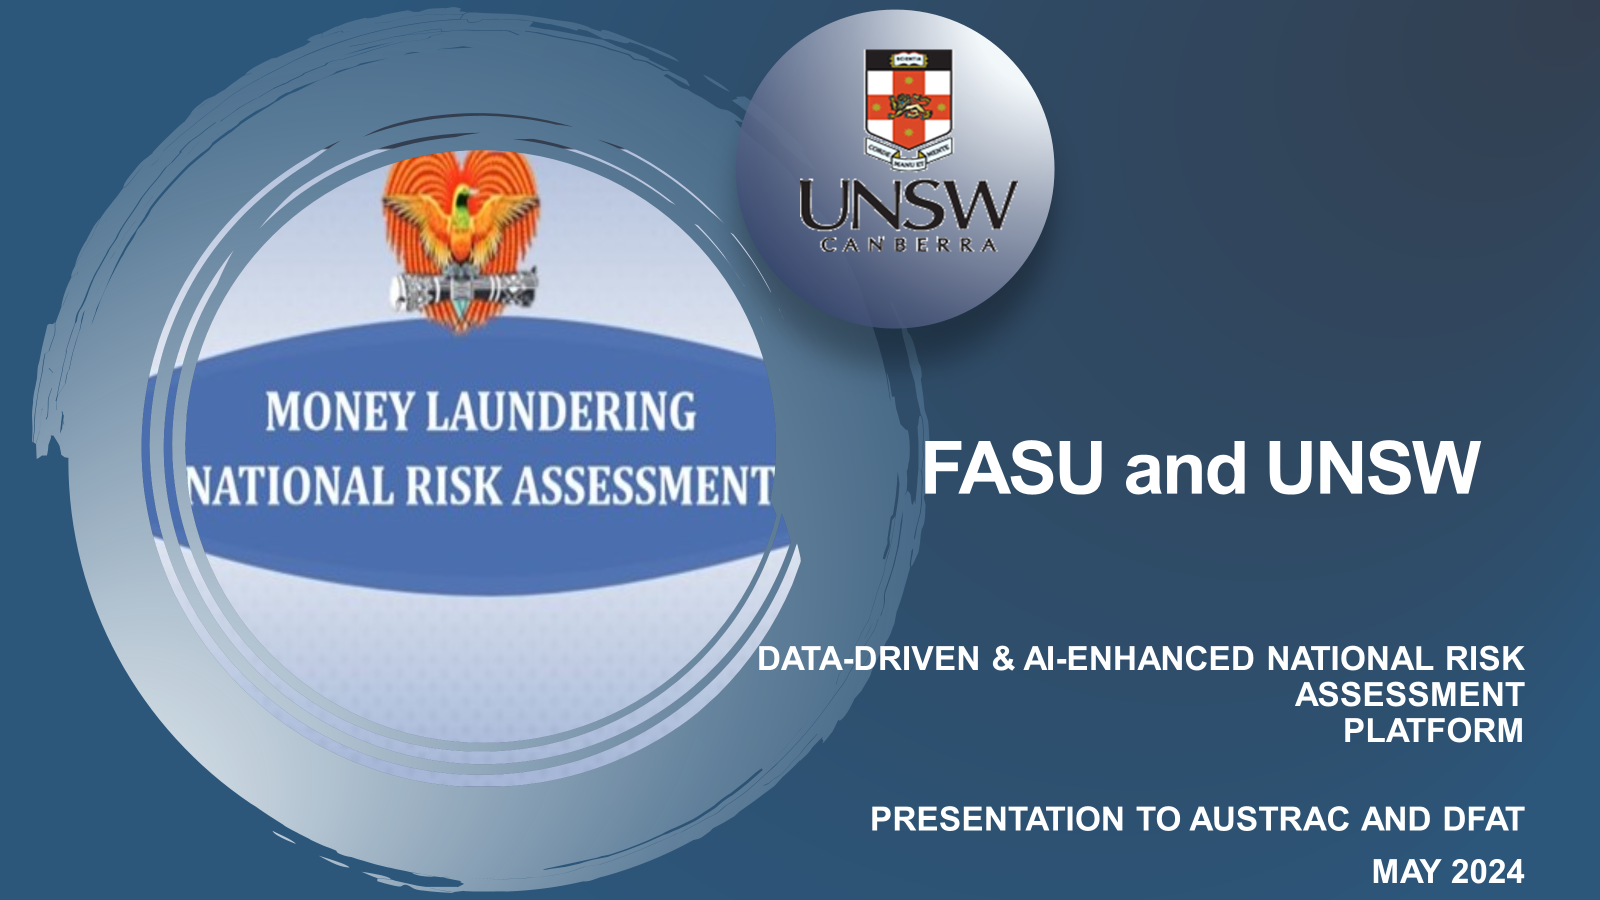 SCIENTIA
CORDE
MANU ET
MENTE
UNSW
CANBERRA
MONEY LAUNDERING
NATIONAL RISK ASSESSMENT
FASU and UNSW
DATA-DRIVEN & AI-ENHANCED NATIONAL RISK
ASSESSMENT
PLATFORM
PRESENTATION TO AUSTRAC AND DFAT
MAY 2024